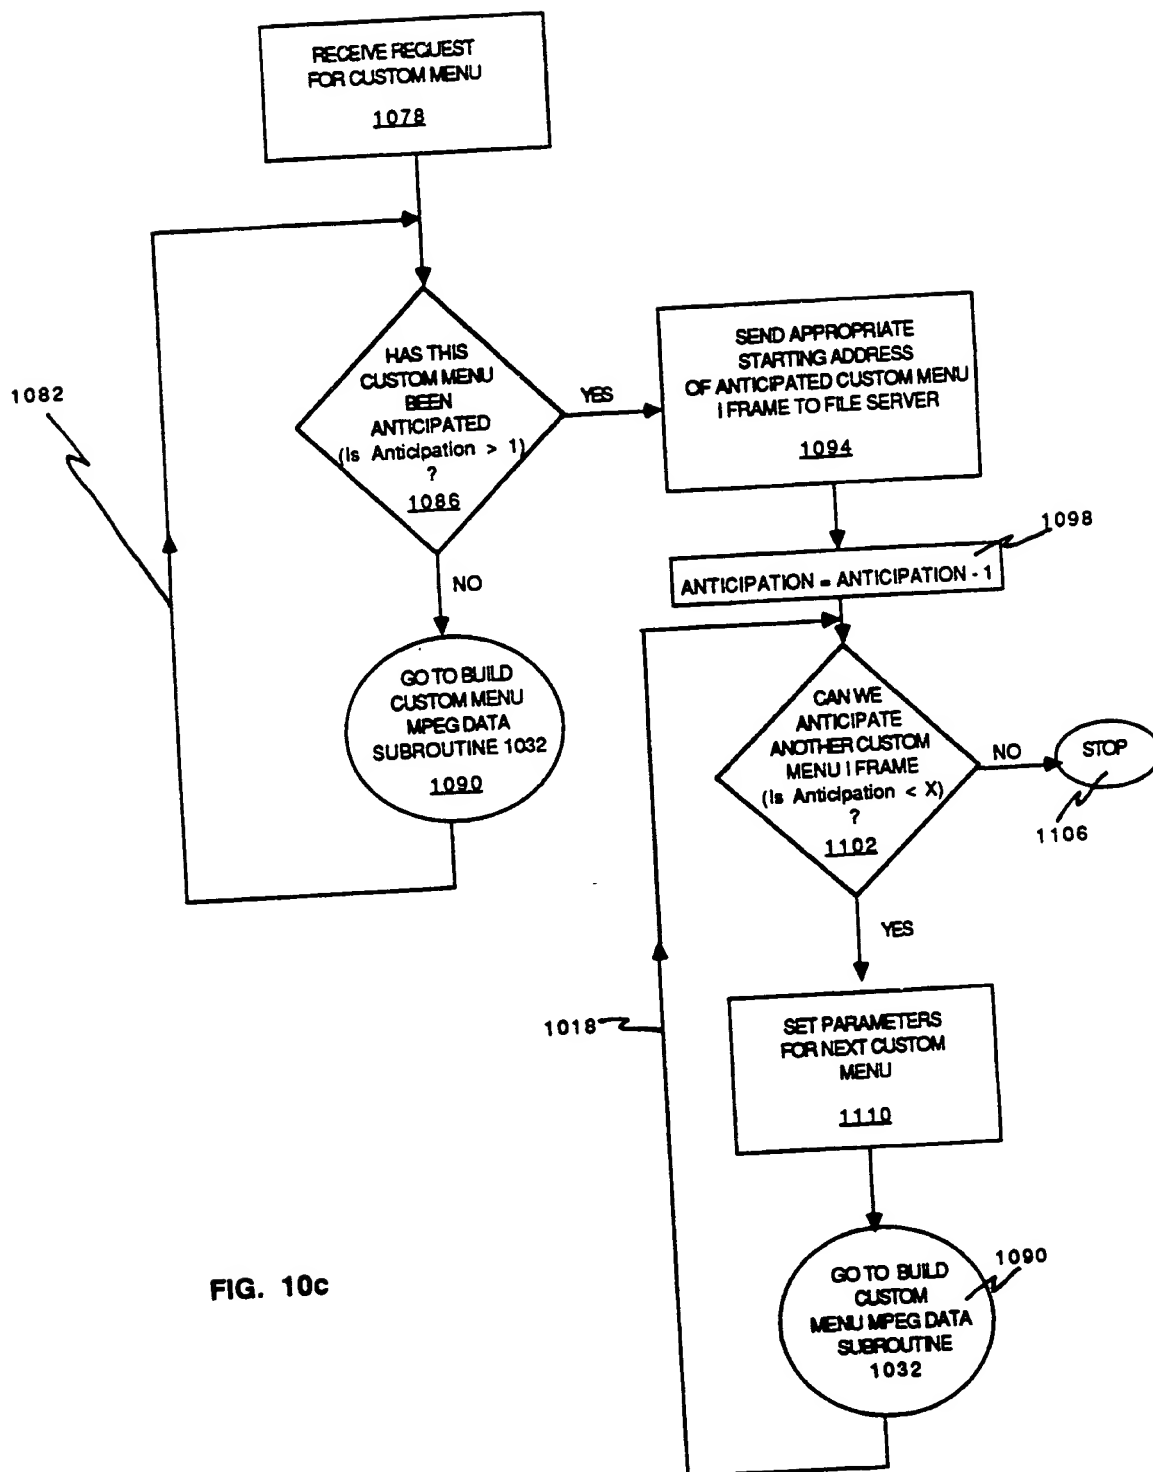 RECEIVE REQUEST
FOR CUSTOM MENU
1078
1082
HAS THIS
CUSTOM MENU
BEEN
ANTICIPATED
(Is Anticipation > 1)
?
1086
YES
NO
SEND APPROPRIATE
STARTING ADDRESS
OF ANTICIPATED CUSTOM MENU
I FRAME TO FILE SERVER
1094
1098
ANTICIPATION = ANTICIPATION - 1
GO TO BUILD
CUSTOM MENU
MPEG DATA
SUBROUTINE 1032
1090
CAN WE
ANTICIPATE
ANOTHER CUSTOM
MENU I FRAME
(Is Anticipation < X)
?
1102
NO
STOP
1106
YES
1018
SET PARAMETERS
FOR NEXT CUSTOM
MENU
1110
GO TO BUILD
CUSTOM
MENU MPEG DATA
SUBROUTINE
1032
1090
FIG. 10c